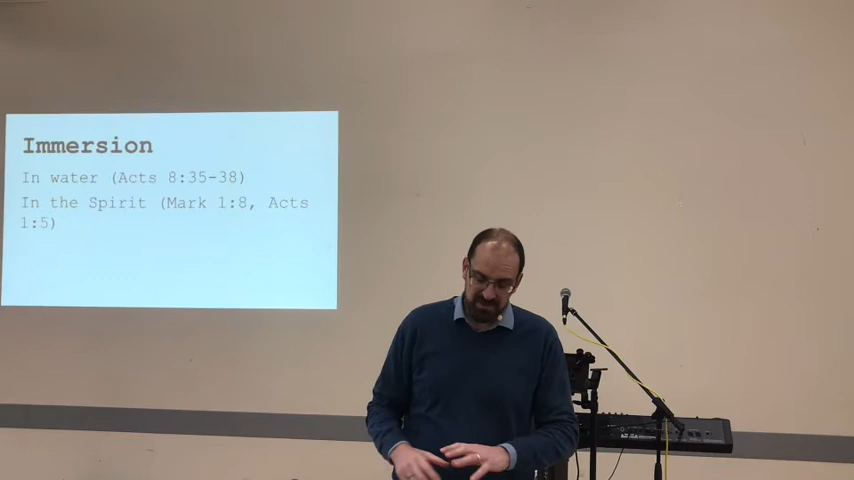 Immersion
In water (Acts 8:35-38)
In the Spirit (Mark 1:8, Acts
1:5)